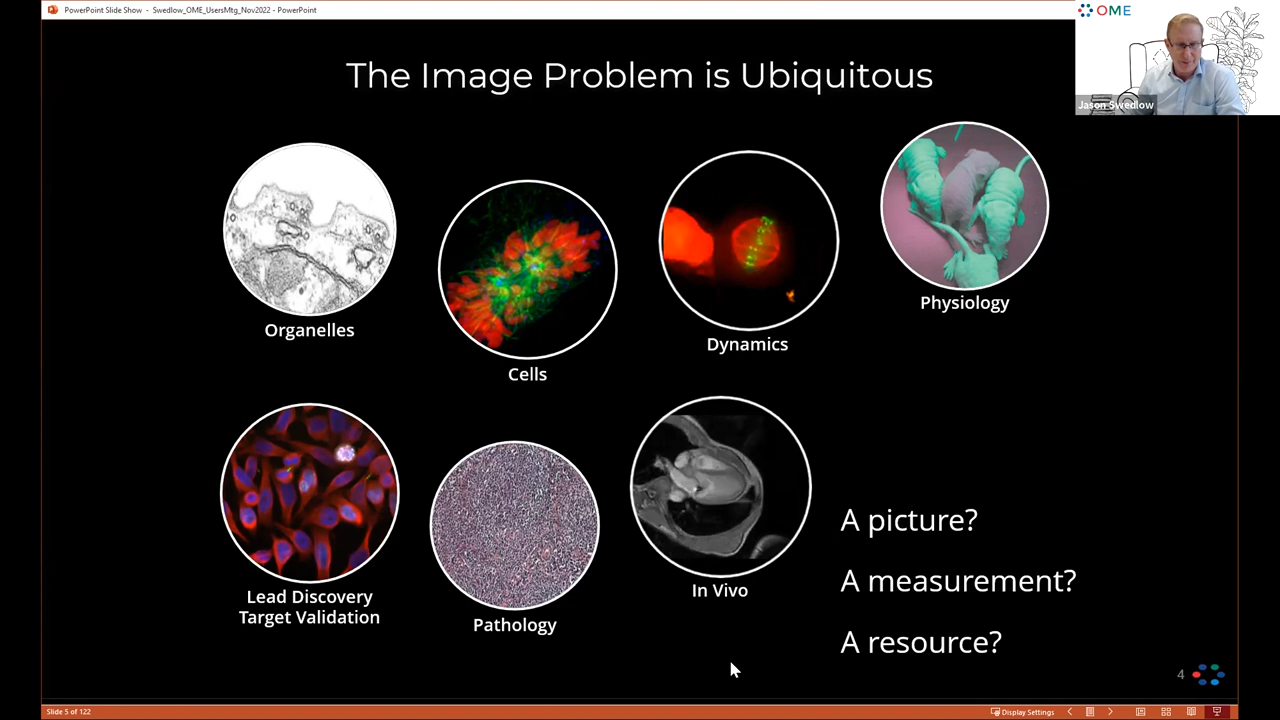 PowerPoint Slide Show - Swedlow_OME_UsersMtg_Nov2022 - PowerPoint
OME
Jason Swedlow
The Image Problem is Ubiquitous
Organelles
Cells
Dynamics
Physiology
Lead Discovery
Target Validation
Pathology
In Vivo
A picture?
A measurement?
A resource?
4
Slide 5 of 122
Display Settings